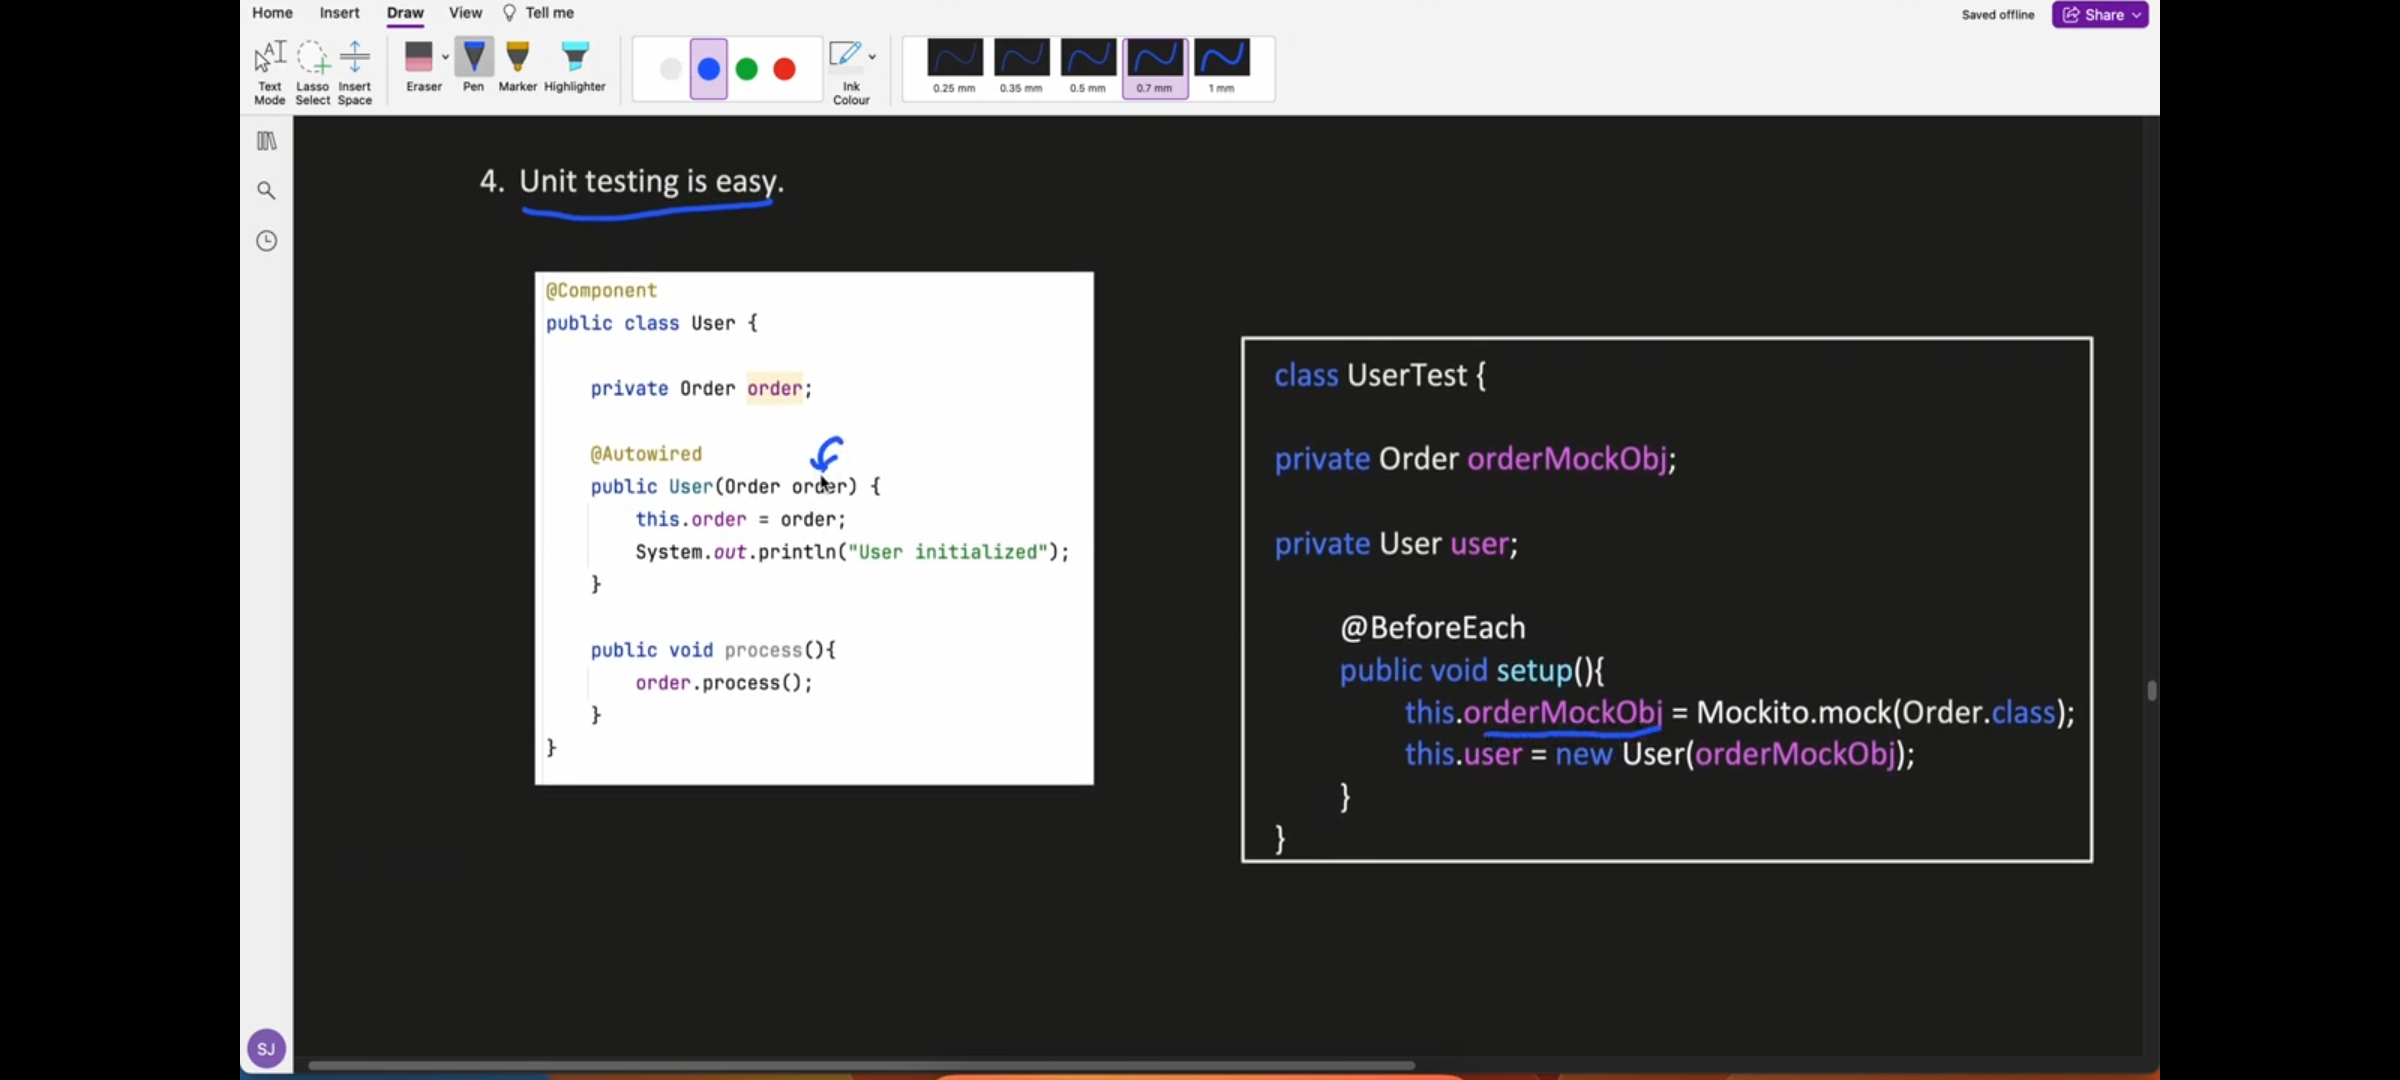 Home Insert Draw View Tell me
Saved offline Share
Text Mode
Lasso Select
Insert Space
Eraser
Pen
Marker
Highlighter
Ink Colour
0.25 mm
0.35 mm
0.5 mm
0.7 mm
1 mm
4. Unit testing is easy.
@Component
public class User {
private Order order;
@Autowired
public User(Order order) {
this.order = order;
System.out.println("User initialized");
}
public void process(){
order.process();
}
}
class UserTest {
private Order orderMockObj;
private User user;
@BeforeEach
public void setup(){
this.orderMockObj = Mockito.mock(Order.class);
this.user = new User(orderMockObj);
}
}
SJ